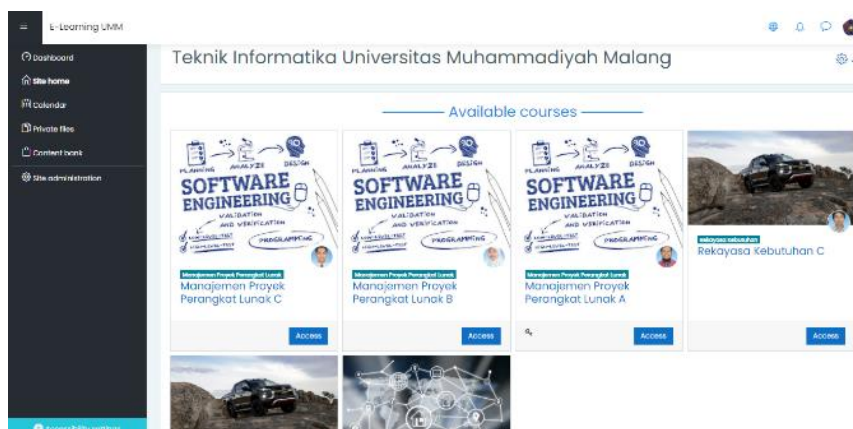 E-Learning UMM
Dashboard
Site home
Calendar
Private files
Content bank
Site administration
Teknik Informatika Universitas Muhammadiyah Malang
Available courses
PLANNING
ANALYZE
DESIGN
SOFTWARE
ENGINEERING
VALIDATION
AND VERIFICATION
PROGRAMMING
Manajemen Proyek Perangkat Lunak
Manajemen Proyek
Perangkat Lunak C
Access
PLANNING
ANALYZE
DESIGN
SOFTWARE
ENGINEERING
VALIDATION
AND VERIFICATION
PROGRAMMING
Manajemen Proyek Perangkat Lunak
Manajemen Proyek
Perangkat Lunak B
Access
PLANNING
ANALYZE
DESIGN
SOFTWARE
ENGINEERING
VALIDATION
AND VERIFICATION
PROGRAMMING
Manajemen Proyek Perangkat Lunak
Manajemen Proyek
Perangkat Lunak A
Access
Rekayasa Kebutuhan
Rekayasa Kebutuhan C
Access